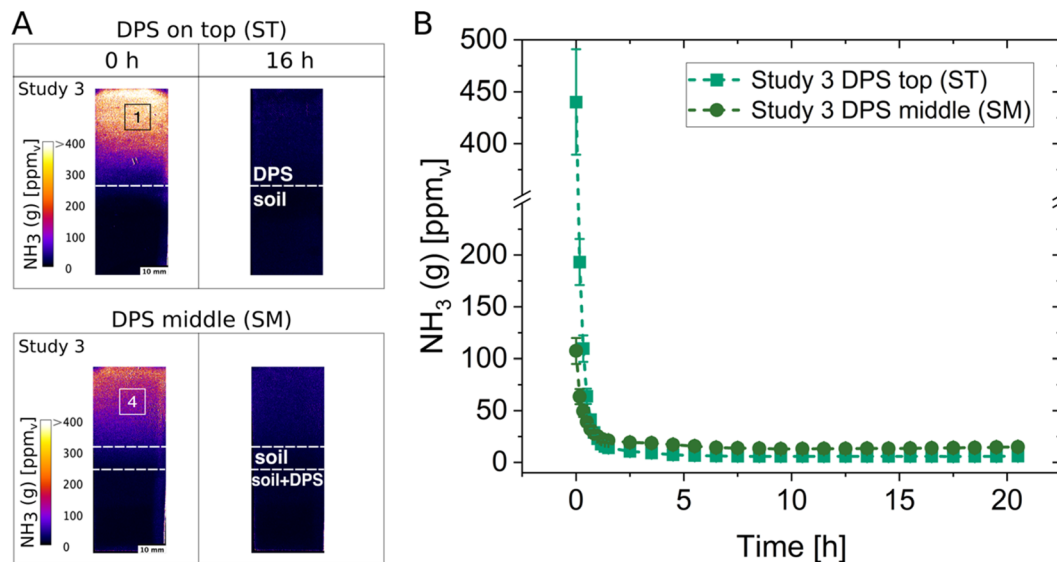 A
DPS on top (ST)
0 h
16 h
Study 3
1
>400
300
200
100
0
NH3 (g) [ppmv]
10 mm
DPS
soil
DPS middle (SM)
Study 3
4
>400
300
200
100
0
NH3 (g) [ppmv]
10 mm
soil
soil+DPS
B
Study 3 DPS top (ST)
Study 3 DPS middle (SM)
500
450
400
200
150
100
50
0
NH3 (g) [ppmv]
0
5
10
15
20
Time [h]